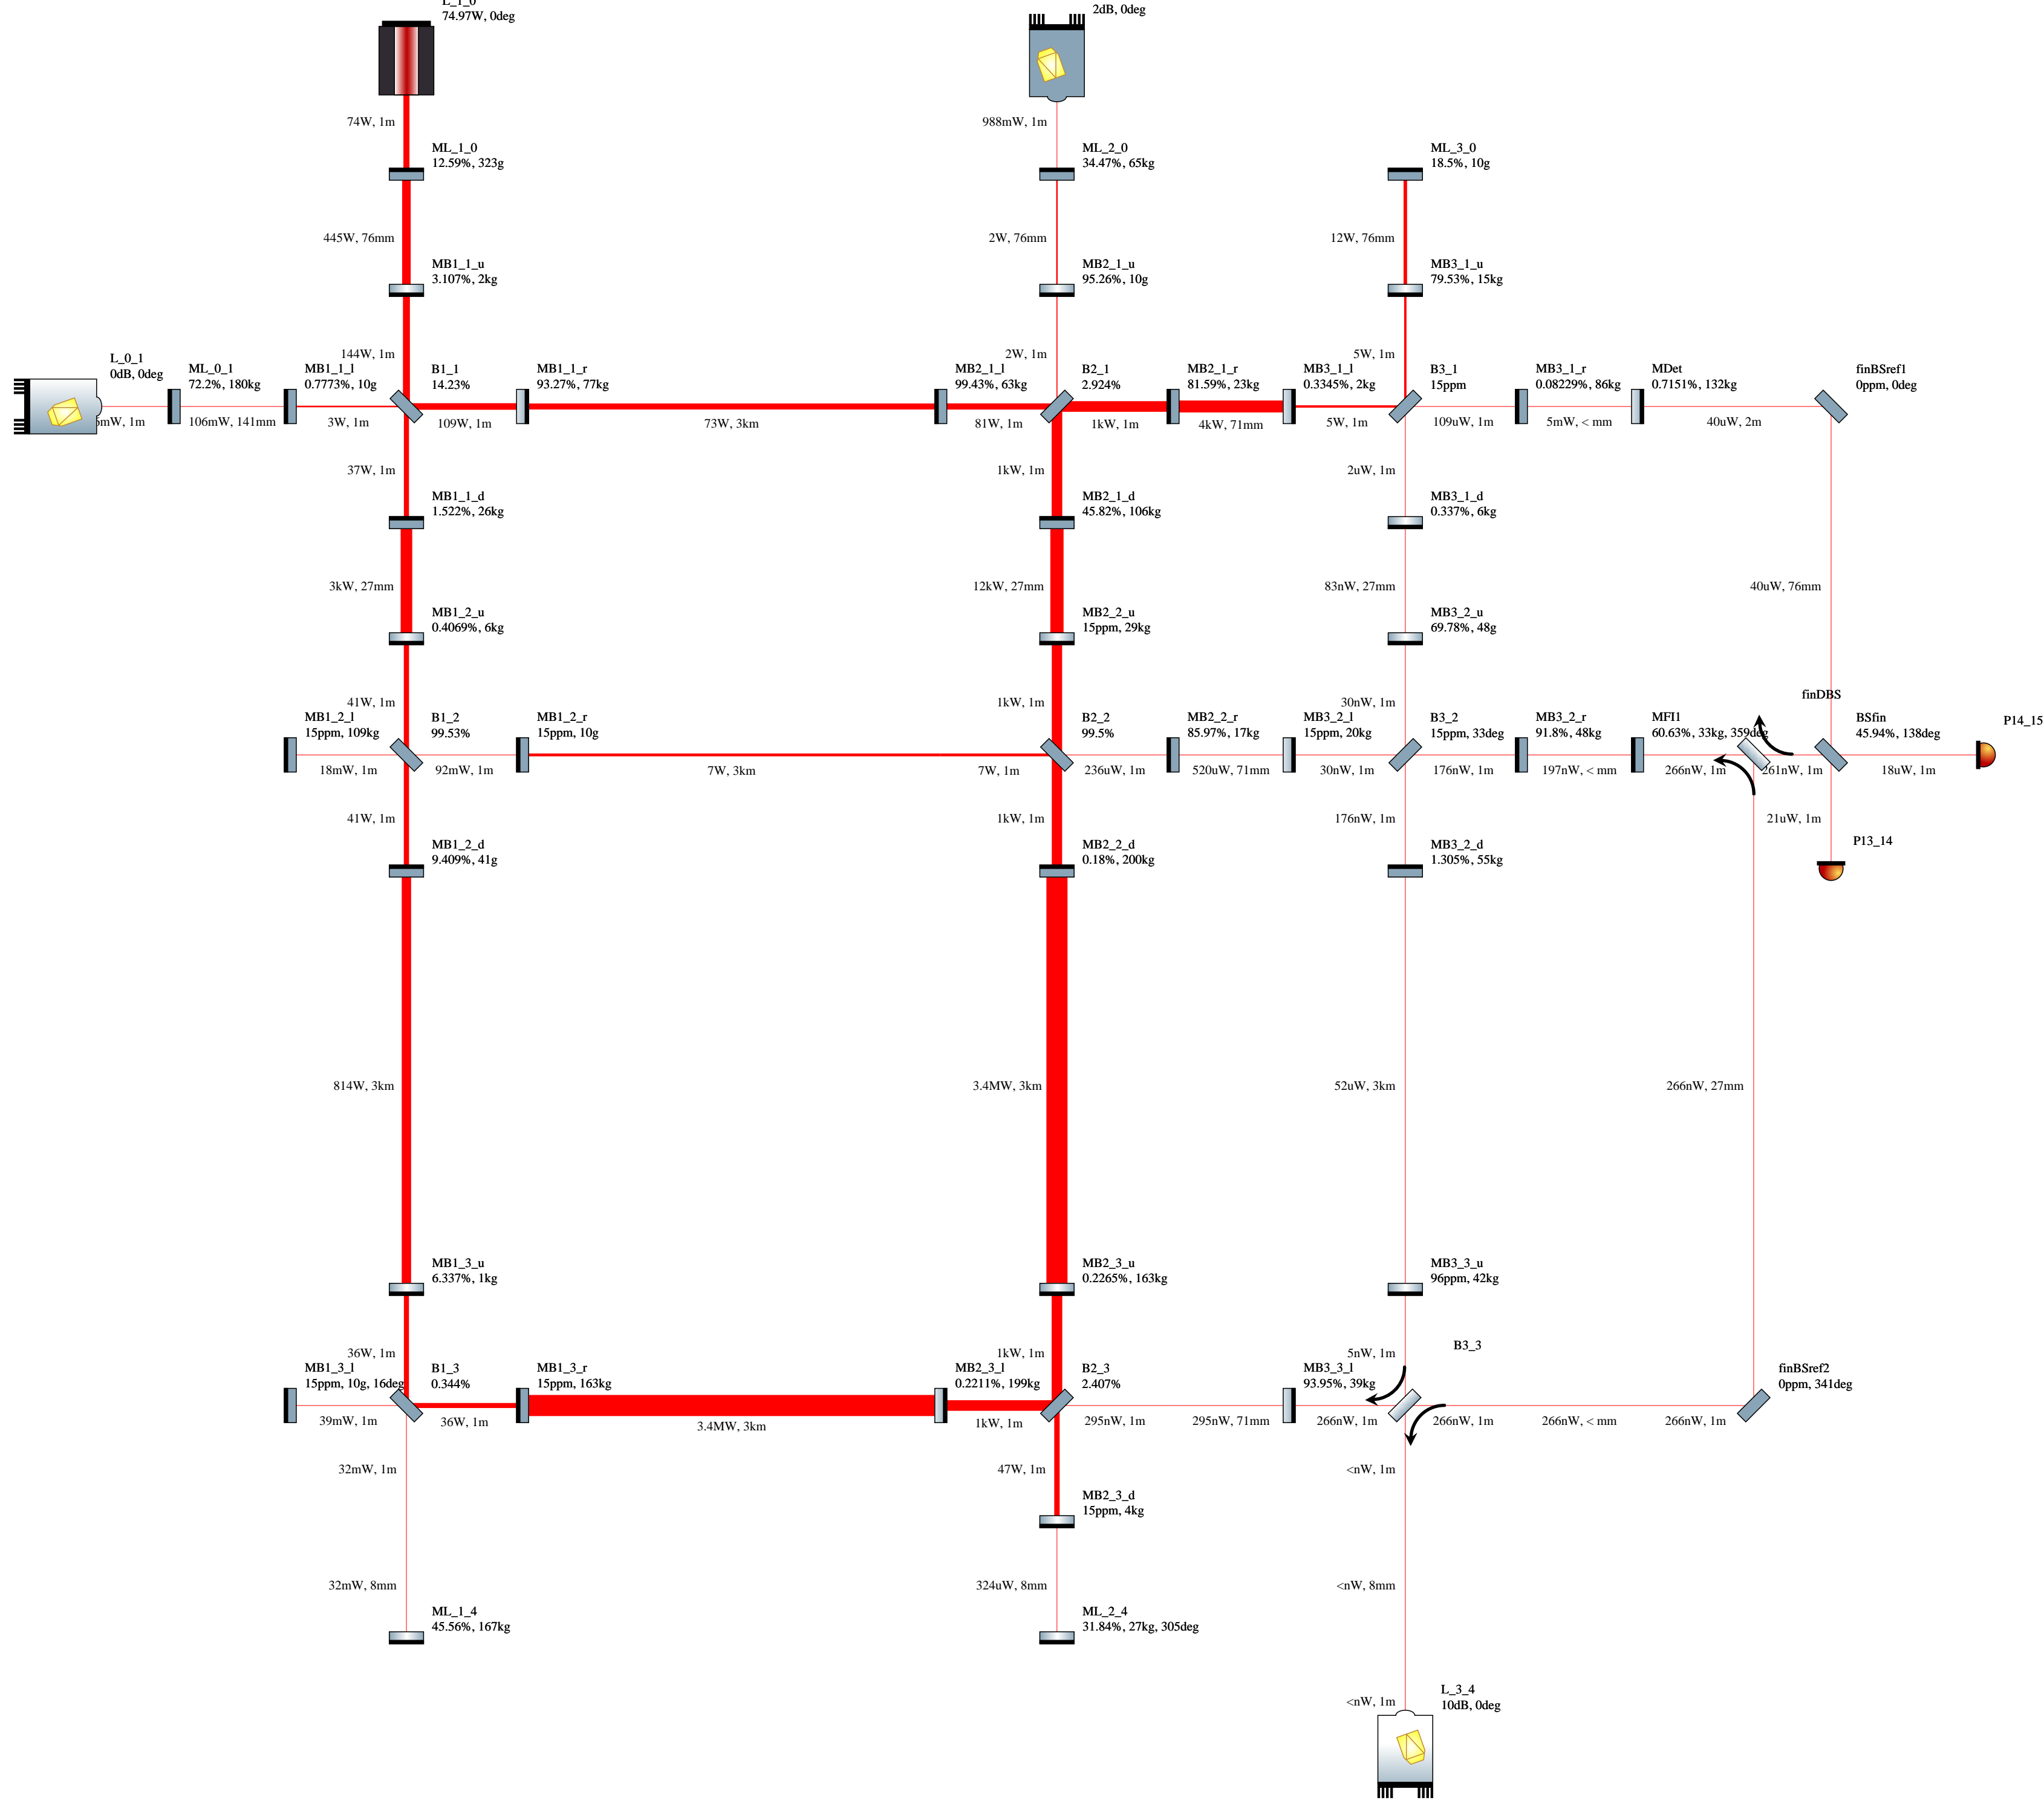 L_1_0
74.97W, 0deg
2dB, 0deg
74W, 1m
988mW, 1m
ML_1_0
12.59%, 323g
ML_2_0
34.47%, 65kg
ML_3_0
18.5%, 10g
445W, 76mm
2W, 76mm
12W, 76mm
MB1_1_u
3.107%, 2kg
MB2_1_u
95.26%, 10g
MB3_1_u
79.53%, 15kg
144W, 1m
2W, 1m
5W, 1m
L_0_1
0dB, 0deg
ML_0_1
72.2%, 180kg
MB1_1_l
0.7773%, 10g
B1_1
14.23%
MB1_1_r
93.27%, 77kg
MB2_1_l
99.43%, 63kg
B2_1
2.924%
MB2_1_r
81.59%, 23kg
MB3_1_l
0.3345%, 2kg
B3_1
15ppm
MB3_1_r
0.08229%, 86kg
MDet
0.7151%, 132kg
finBSref1
0ppm, 0deg
mW, 1m
106mW, 141mm
3W, 1m
109W, 1m
73W, 3km
81W, 1m
1kW, 1m
4kW, 71mm
5W, 1m
109uW, 1m
5mW, < mm
40uW, 2m
37W, 1m
1kW, 1m
2uW, 1m
MB1_1_d
1.522%, 26kg
MB2_1_d
45.82%, 106kg
MB3_1_d
0.337%, 6kg
3kW, 27mm
12kW, 27mm
83nW, 27mm
40uW, 76mm
MB1_2_u
0.4069%, 6kg
MB2_2_u
15ppm, 29kg
MB3_2_u
69.78%, 48g
finDBS
41W, 1m
1kW, 1m
30nW, 1m
MB1_2_l
15ppm, 109kg
B1_2
99.53%
MB1_2_r
15ppm, 10g
B2_2
99.5%
MB2_2_r
85.97%, 17kg
MB3_2_l
15ppm, 20kg
B3_2
15ppm, 33deg
MB3_2_r
91.8%, 48kg
MFI1
60.63%, 33kg, 359deg
BSfin
45.94%, 138deg
P14_15
18mW, 1m
92mW, 1m
7W, 3km
7W, 1m
236uW, 1m
520uW, 71mm
30nW, 1m
176nW, 1m
197nW, < mm
266nW, 1m
261nW, 1m
18uW, 1m
41W, 1m
1kW, 1m
176nW, 1m
21uW, 1m
MB1_2_d
9.409%, 41g
MB2_2_d
0.18%, 200kg
MB3_2_d
1.305%, 55kg
P13_14
814W, 3km
3.4MW, 3km
52uW, 3km
266nW, 27mm
MB1_3_u
6.337%, 1kg
MB2_3_u
0.2265%, 163kg
MB3_3_u
96ppm, 42kg
36W, 1m
1kW, 1m
5nW, 1m
B3_3
MB1_3_l
15ppm, 10g, 16deg
B1_3
0.344%
MB1_3_r
15ppm, 163kg
MB2_3_l
0.2211%, 199kg
B2_3
2.407%
MB3_3_l
93.95%, 39kg
finBSref2
0ppm, 341deg
39mW, 1m
36W, 1m
3.4MW, 3km
1kW, 1m
295nW, 1m
295nW, 71mm
266nW, 1m
266nW, 1m
266nW, < mm
266nW, 1m
32mW, 1m
47W, 1m
<nW, 1m
MB2_3_d
15ppm, 4kg
32mW, 8mm
324uW, 8mm
<nW, 8mm
ML_1_4
45.56%, 167kg
ML_2_4
31.84%, 27kg, 305deg
<nW, 1m
L_3_4
10dB, 0deg